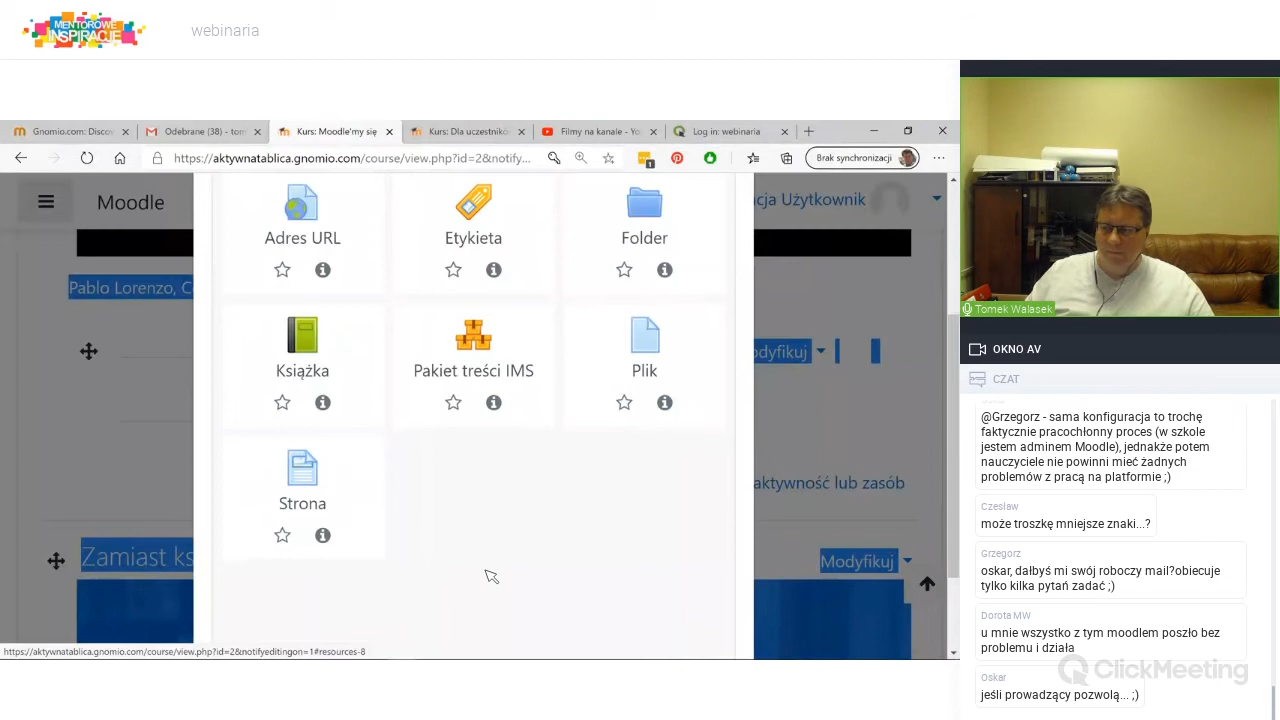 MENTOROWE
INSPIRACJE
webinaria
Gnomio.com: Discov
Odebrane (38) - tom
Kurs: Moodle'my się
Kurs: Dla uczestników
Filmy na kanale - Yo
Log in: webinaria
https://aktywnatablica.gnomio.com/course/view.php?id=2&notify...
1
Brak synchronizacji
Moodle
cja Użytkownik
Adres URL
Etykieta
Folder
Pablo Lorenzo, C
Książka
Pakiet treści IMS
Plik
odyfikuj
Strona
aktywność lub zasób
Zamiast ks
Modyfikuj
https://aktywnatablica.gnomio.com/course/view.php?id=2&notifyeditingon=1#resources-8
Tomek Walasek
OKNO AV
CZAT
@Grzegorz - sama konfiguracja to trochę
faktycznie pracochłonny proces (w szkole
jestem adminem Moodle), jednakże potem
nauczyciele nie powinni mieć żadnych
problemów z pracą na platformie ;)
Czesław
może troszkę mniejsze znaki...?
Grzegorz
oskar, dałbyś mi swój roboczy mail?obiecuje
tylko kilka pytań zadać ;)
Dorota MW
u mnie wszystko z tym moodlem poszło bez
problemu i działa
Oskar
jeśli prowadzący pozwolą... ;)
ClickMeeting